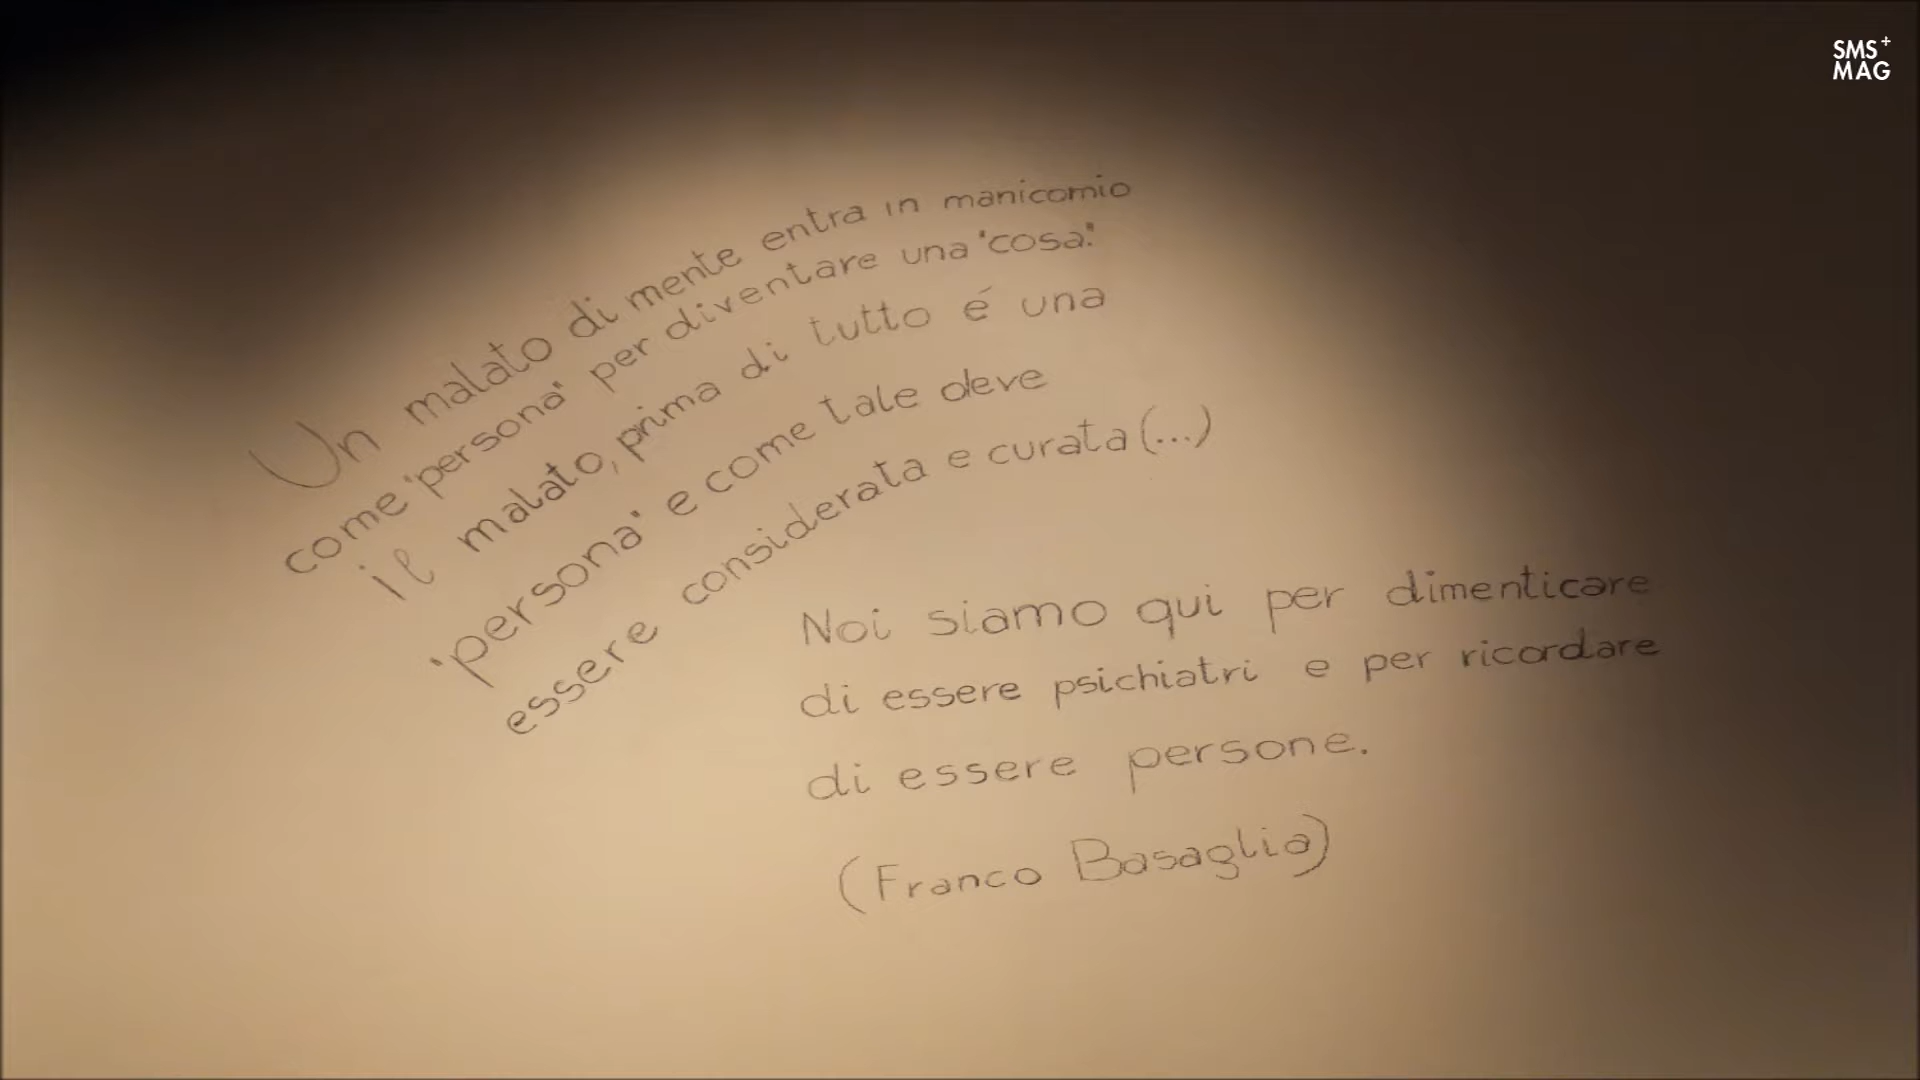 SMS+
MAG
Un malato di mente entra in manicomio
come "persona" per diventare una "cosa".
il malato, prima di tutto é una
"persona" e come tale deve
essere considerata e curata (...)
Noi siamo qui per dimenticare
di essere psichiatri e per ricordare
di essere persone.
(Franco Basaglia)